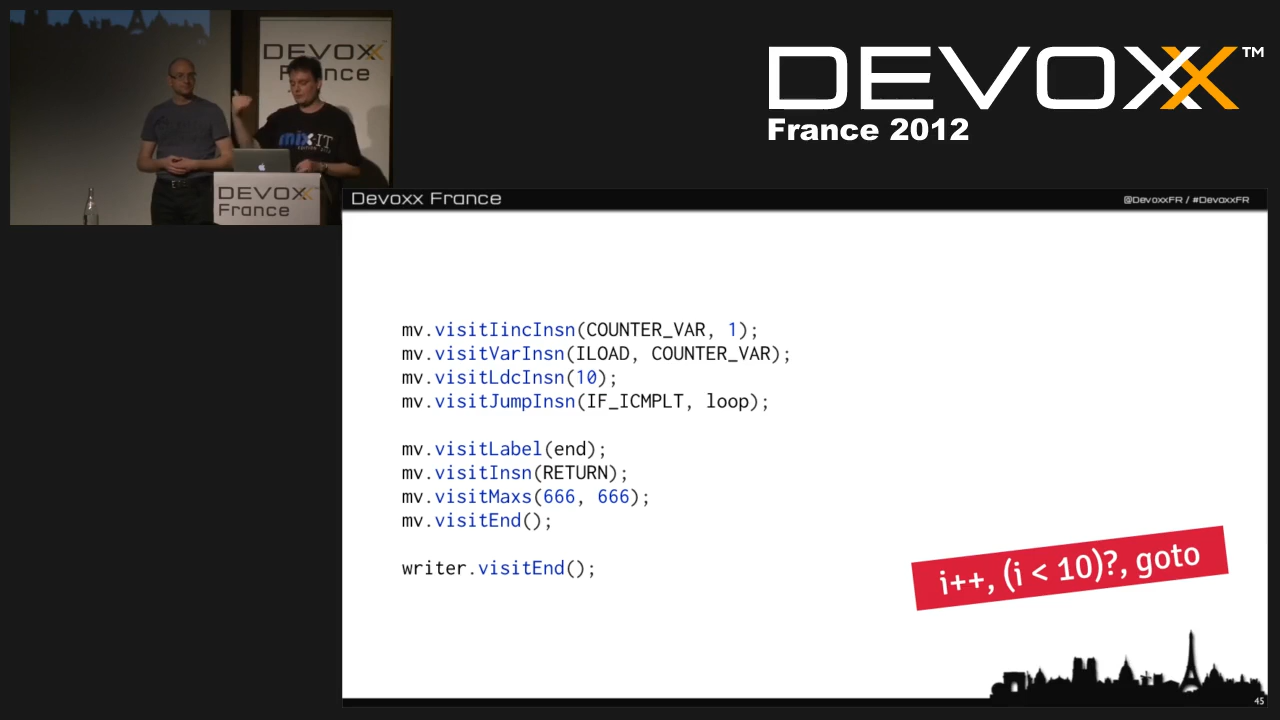 DEVOXX
France
mix-IT
DEVOXX
France
DEVOXX™
France 2012
Devoxx France
@DevoxxFR / #DevoxxFR
mv.visitIincInsn(COUNTER_VAR, 1);
mv.visitVarInsn(ILOAD, COUNTER_VAR);
mv.visitLdcInsn(10);
mv.visitJumpInsn(IF_ICMPLT, loop);
mv.visitLabel(end);
mv.visitInsn(RETURN);
mv.visitMaxs(666, 666);
mv.visitEnd();
writer.visitEnd();
i++, (i < 10)?, goto
45